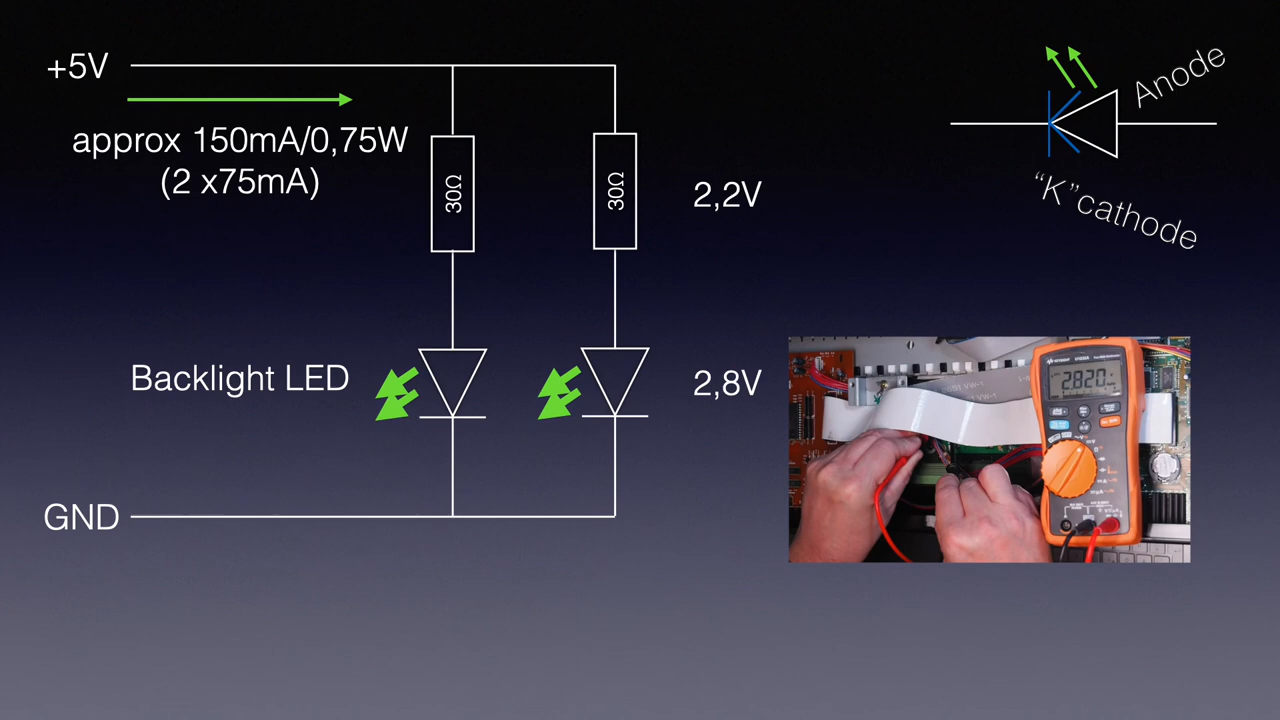 +5V
approx 150mA/0,75W
(2 x75mA)
30Ω
30Ω
2,2V
Anode
“K”cathode
Backlight LED
2,8V
GND
2.820